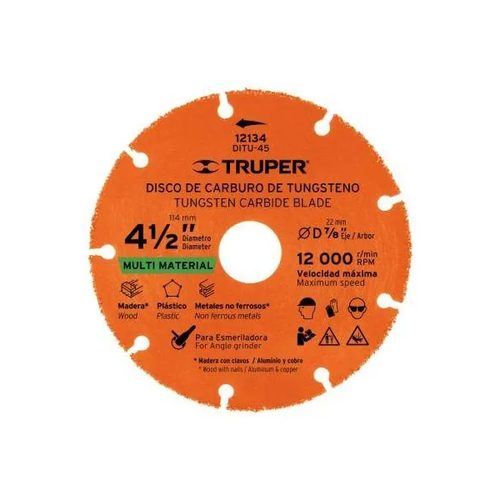 12134
DITU-45
TRUPER
DISCO DE CARBURO DE TUNGSTENO
TUNGSTEN CARBIDE BLADE
114 mm
4½" Diametro
Diameter
MULTI MATERIAL
22 mm
Ø D 7/8" Eje / Arbor
12 000 r/min
RPM
Velocidad máxima
Maximum speed
Madera*
Wood
Plástico
Plastic
Metales no ferrosos*
Non ferrous metals
Para Esmeriladora
For Angle grinder
* Madera con clavos / Aluminio y cobre
* Wood with nails / Aluminum & copper